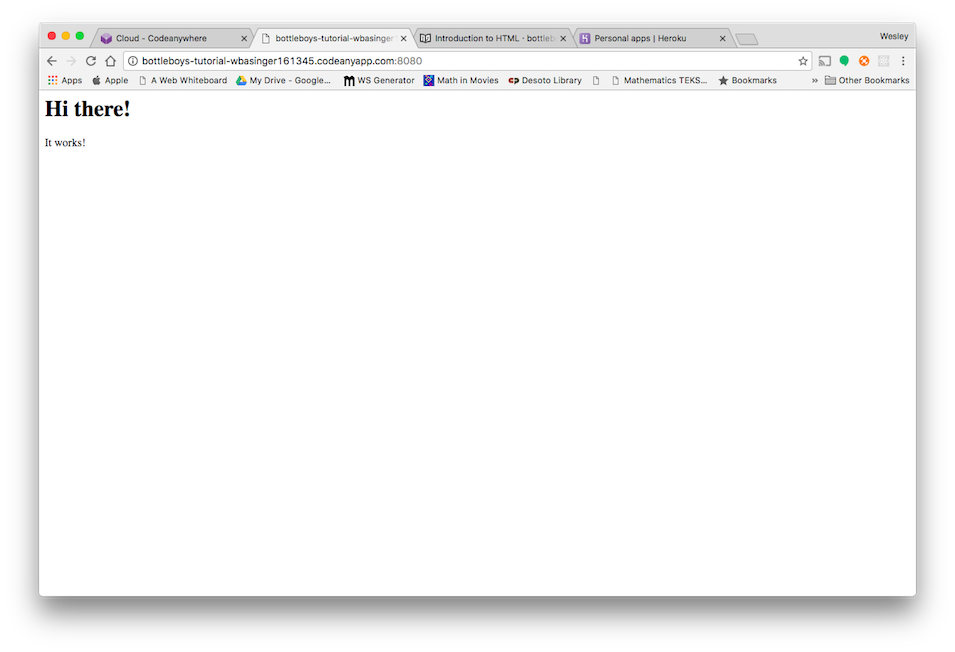 Cloud - Codeanywhere
bottleboys-tutorial-wbasinger
Introduction to HTML · bottleb
Personal apps | Heroku
Wesley
bottleboys-tutorial-wbasinger161345.codeanyapp.com:8080
Apps Apple A Web Whiteboard My Drive - Google... WS Generator Math in Movies cp Desoto Library Mathematics TEKS... Bookmarks » Other Bookmarks
Hi there!
It works!